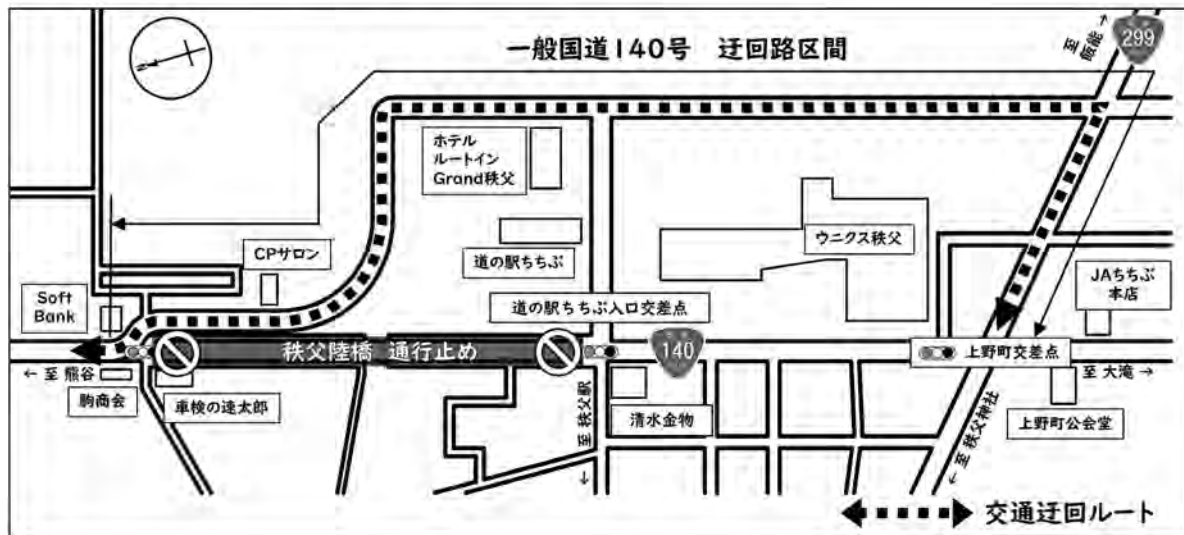 一般国道140号 迂回路区間
至 飯能
299
N
ホテル
ルートイン
Grand秩父
CPサロン
道の駅ちちぶ
ウニクス秩父
JAちちぶ
本店
Soft
Bank
道の駅ちちぶ入口交差点
秩父陸橋 通行止め
140
上野町交差点
← 至 熊谷
至 大滝 →
駒商会
車検の速太郎
至 秩父駅
清水金物
至 秩父神社
上野町公会堂
交通迂回ルート